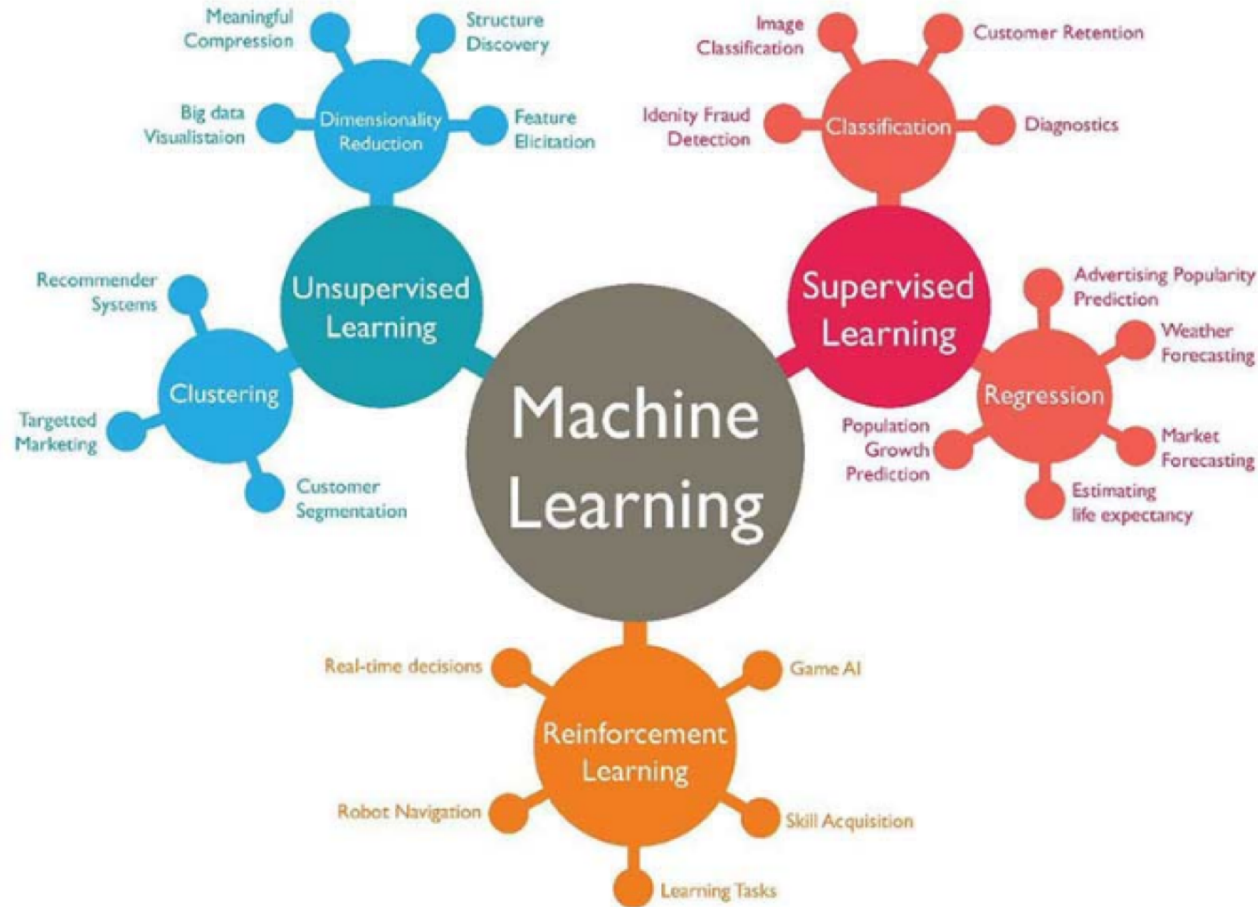 Meaningful
Compression
Structure
Discovery
Big data
Visualistaion
Dimensionality
Reduction
Feature
Elicitation
Image
Classification
Customer Retention
Idenity Fraud
Detection
Classification
Diagnostics
Recommender
Systems
Unsupervised
Learning
Clustering
Targetted
Marketing
Customer
Segmentation
Supervised
Learning
Advertising Popularity
Prediction
Weather
Forecasting
Regression
Population
Growth
Prediction
Market
Forecasting
Estimating
life expectancy
Machine
Learning
Real-time decisions
Game AI
Reinforcement
Learning
Robot Navigation
Skill Acquisition
Learning Tasks